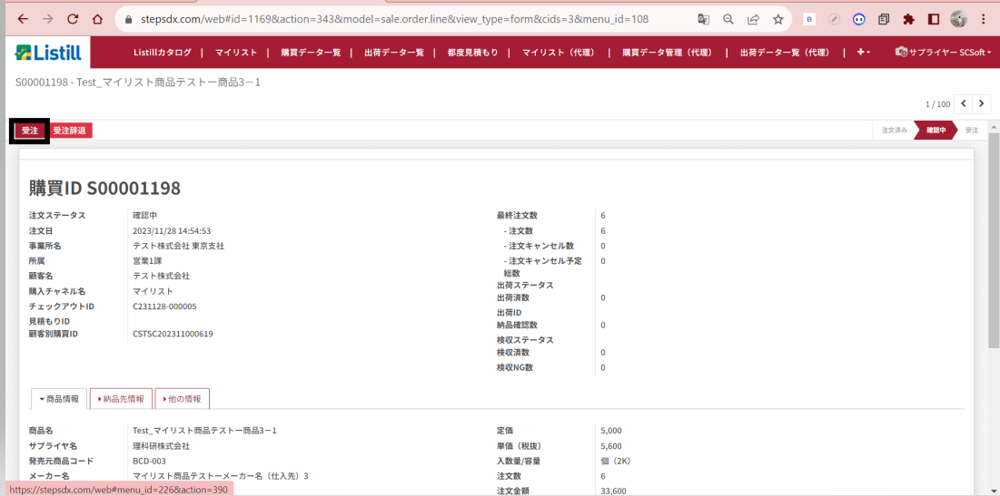 stepsdx.com/web#id=1169&action=343&model=sale.order.line&view_type=form&cids=3&menu_id=108
Listill
Listillカタログ | マイリスト | 購買データ一覧 | 出荷データ一覧 | 都度見積もり | マイリスト（代理） | 購買データ管理（代理） | 出荷データ一覧（代理） | +
サプライヤー SCSoft
S00001198 - Test_マイリスト商品テストー商品3－1
1 / 100
受注 受注辞退
注文済み 確認中 受注
購買ID S00001198
注文ステータス 確認中
注文日 2023/11/28 14:54:53
事業所名 テスト株式会社 東京支社
所属 営業1課
顧客名 テスト株式会社
購入チャネル名 マイリスト
チェックアウトID C231128-000005
見積もりID
顧客別購買ID CSTSC202311000619
最終注文数 6
- 注文数 6
- 注文キャンセル数 0
- 注文キャンセル予定 0
総数
出荷ステータス
出荷済数 0
出荷ID
納品確認数 0
検収ステータス
検収済数 0
検収NG数 0
商品情報 納品先情報 他の情報
商品名 Test_マイリスト商品テストー商品3－1
サプライヤ名 理科研株式会社
発売元商品コード BCD-003
メーカー名 マイリスト商品テストーメーカー名（仕入先）3
定価 5,000
単価（税抜） 5,600
入数量/容量 個（2K）
注文数 6
注文金額 33,600
https://stepsdx.com/web#menu_id=226&action=390